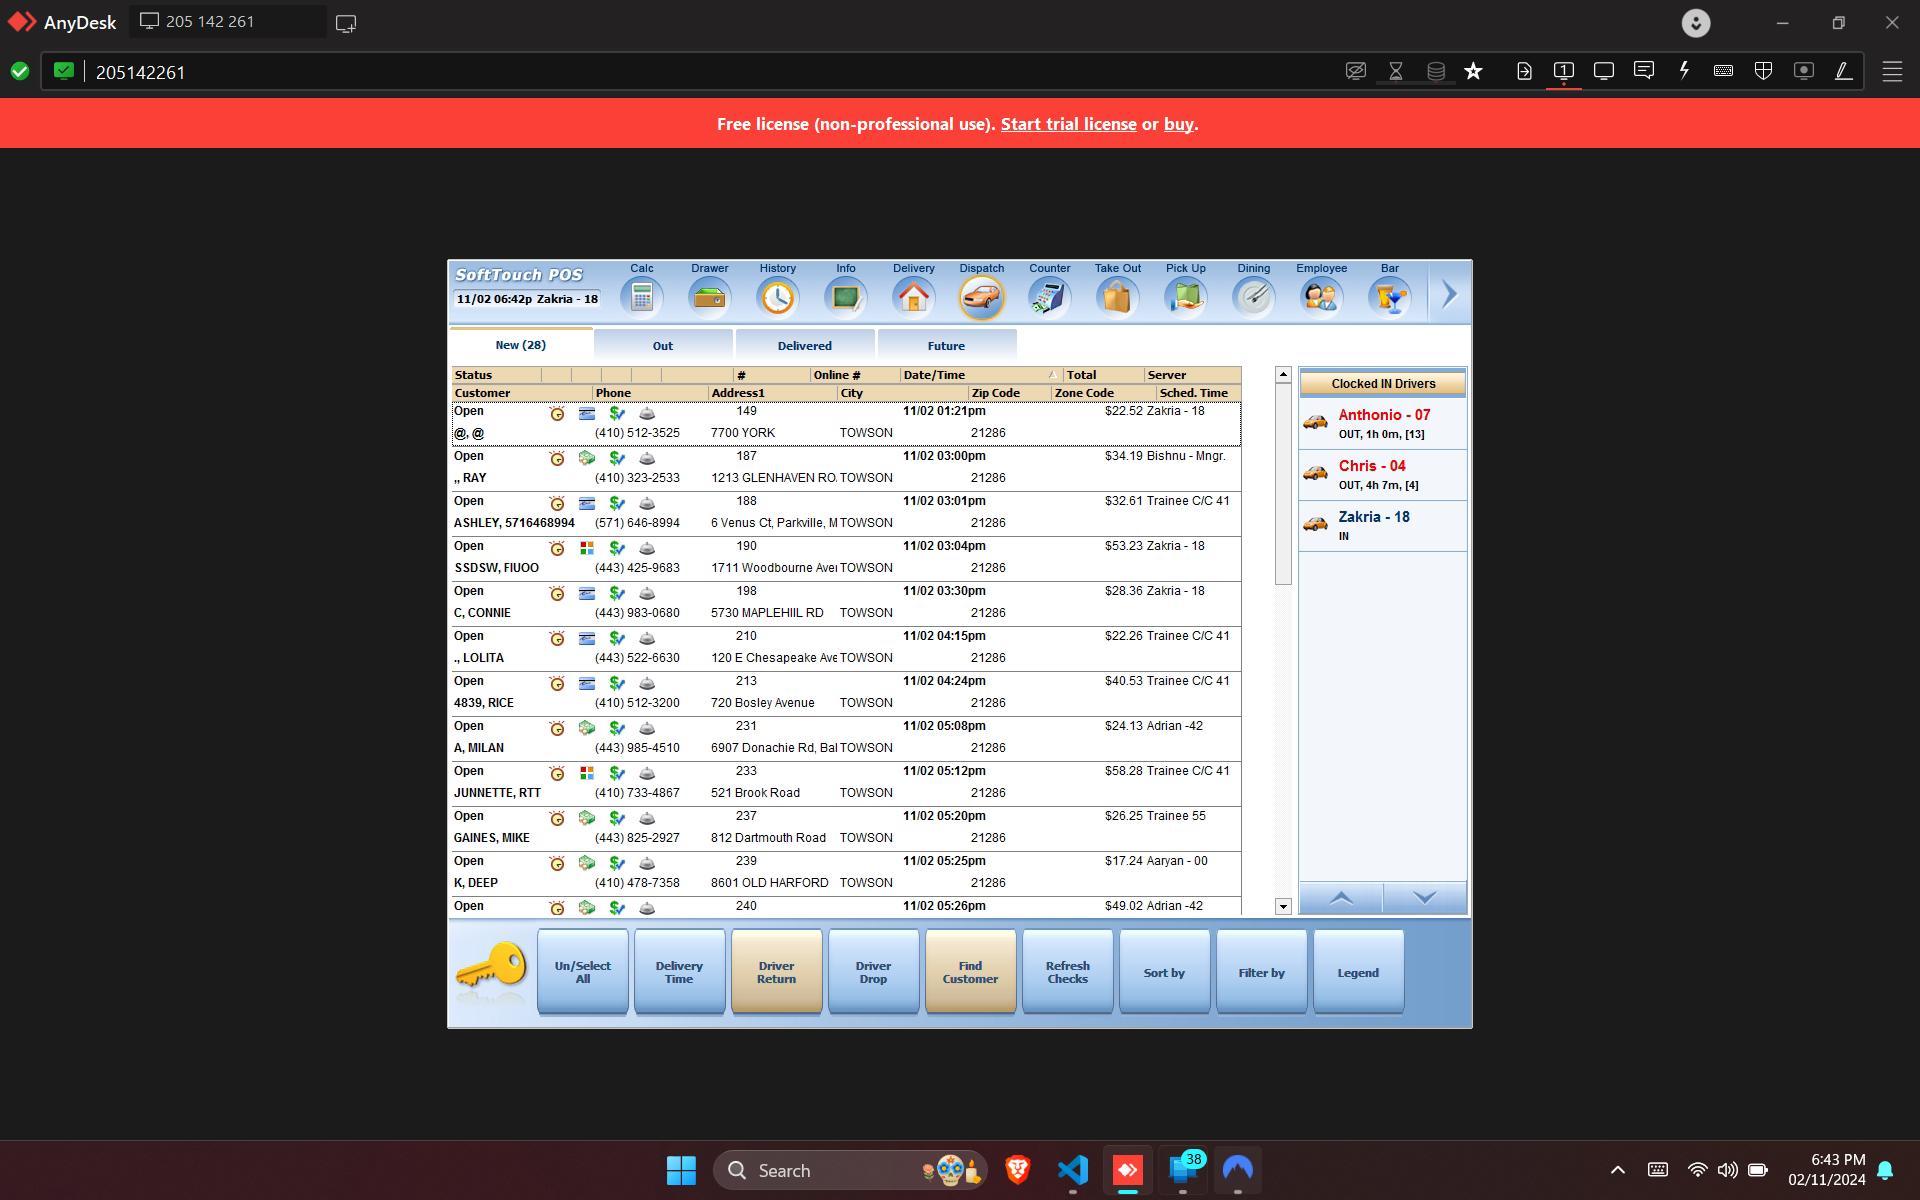 AnyDesk 205 142 261
205142261
Free license (non-professional use). Start trial license or buy.
SoftTouch POS
11/02 06:42p Zakria - 18
Calc Drawer History Info Delivery Dispatch Counter Take Out Pick Up Dining Employee Bar
New (28) Out Delivered Future
Status # Online # Date/Time Total Server
Customer Phone Address1 City Zip Code Zone Code Sched. Time
Open 149 11/02 01:21pm $22.52 Zakria - 18
@, @ (410) 512-3525 7700 YORK TOWSON 21286
Open 187 11/02 03:00pm $34.19 Bishnu - Mngr.
,, RAY (410) 323-2533 1213 GLENHAVEN RO. TOWSON 21286
Open 188 11/02 03:01pm $32.61 Trainee C/C 41
ASHLEY, 5716468994 (571) 646-8994 6 Venus Ct, Parkville, M TOWSON 21286
Open 190 11/02 03:04pm $53.23 Zakria - 18
SSDSW, FIUOO (443) 425-9683 1711 Woodbourne Ave TOWSON 21286
Open 198 11/02 03:30pm $28.36 Zakria - 18
C, CONNIE (443) 983-0680 5730 MAPLEHIIL RD TOWSON 21286
Open 210 11/02 04:15pm $22.26 Trainee C/C 41
., LOLITA (443) 522-6630 120 E Chesapeake Ave TOWSON 21286
Open 213 11/02 04:24pm $40.53 Trainee C/C 41
4839, RICE (410) 512-3200 720 Bosley Avenue TOWSON 21286
Open 231 11/02 05:08pm $24.13 Adrian -42
A, MILAN (443) 985-4510 6907 Donachie Rd, Bal TOWSON 21286
Open 233 11/02 05:12pm $58.28 Trainee C/C 41
JUNNETTE, RTT (410) 733-4867 521 Brook Road TOWSON 21286
Open 237 11/02 05:20pm $26.25 Trainee 55
GAINES, MIKE (443) 825-2927 812 Dartmouth Road TOWSON 21286
Open 239 11/02 05:25pm $17.24 Aaryan - 00
K, DEEP (410) 478-7358 8601 OLD HARFORD TOWSON 21286
Open 240 11/02 05:26pm $49.02 Adrian -42
Clocked IN Drivers
Anthonio - 07
OUT, 1h 0m, [13]
Chris - 04
OUT, 4h 7m, [4]
Zakria - 18
IN
Un/Select All
Delivery Time
Driver Return
Driver Drop
Find Customer
Refresh Checks
Sort by
Filter by
Legend
Search
38
6:43 PM
02/11/2024